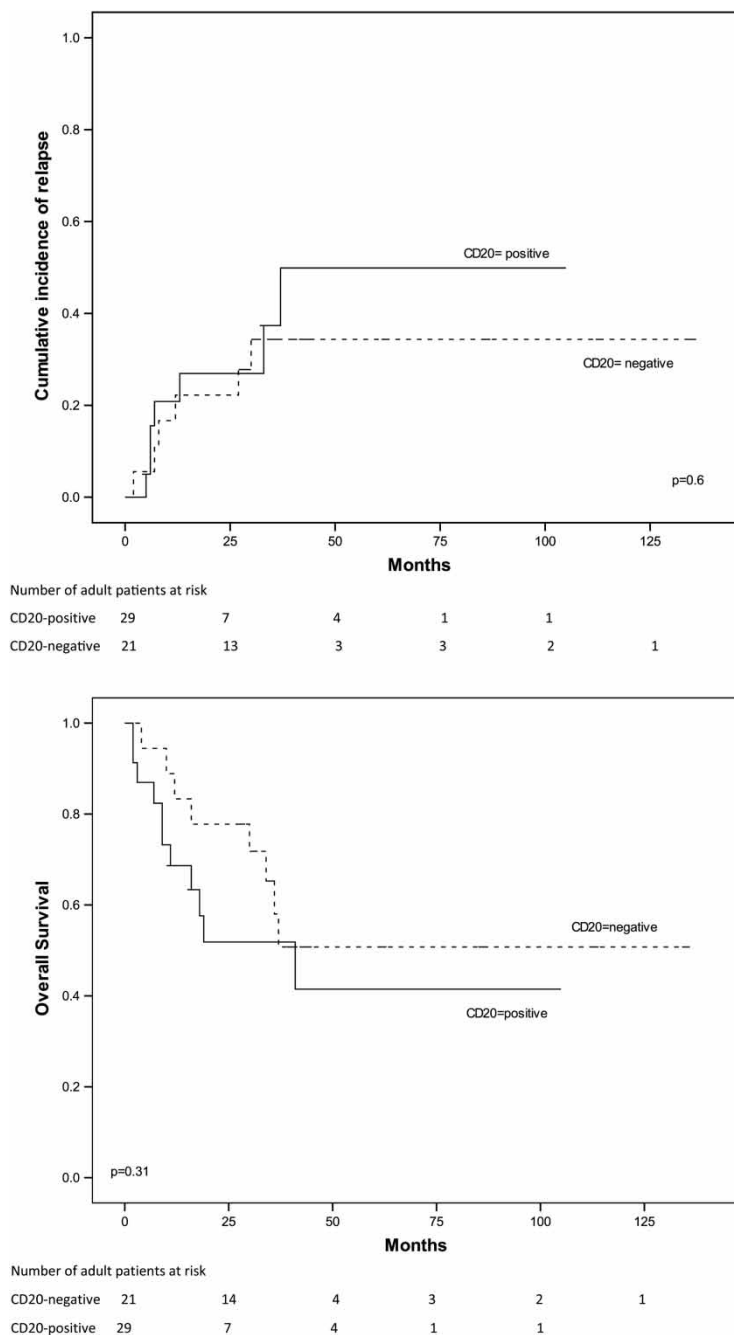 1.0
0.8
0.6
0.4
0.2
0.0
Cumulative incidence of relapse
CD20= positive
CD20= negative
p=0.6
0 25 50 75 100 125
Months
Number of adult patients at risk
CD20-positive 29 7 4 1 1
CD20-negative 21 13 3 3 2 1
1.0
0.8
0.6
0.4
0.2
0.0
Overall Survival
CD20=negative
CD20=positive
p=0.31
0 25 50 75 100 125
Months
Number of adult patients at risk
CD20-negative 21 14 4 3 2 1
CD20-positive 29 7 4 1 1